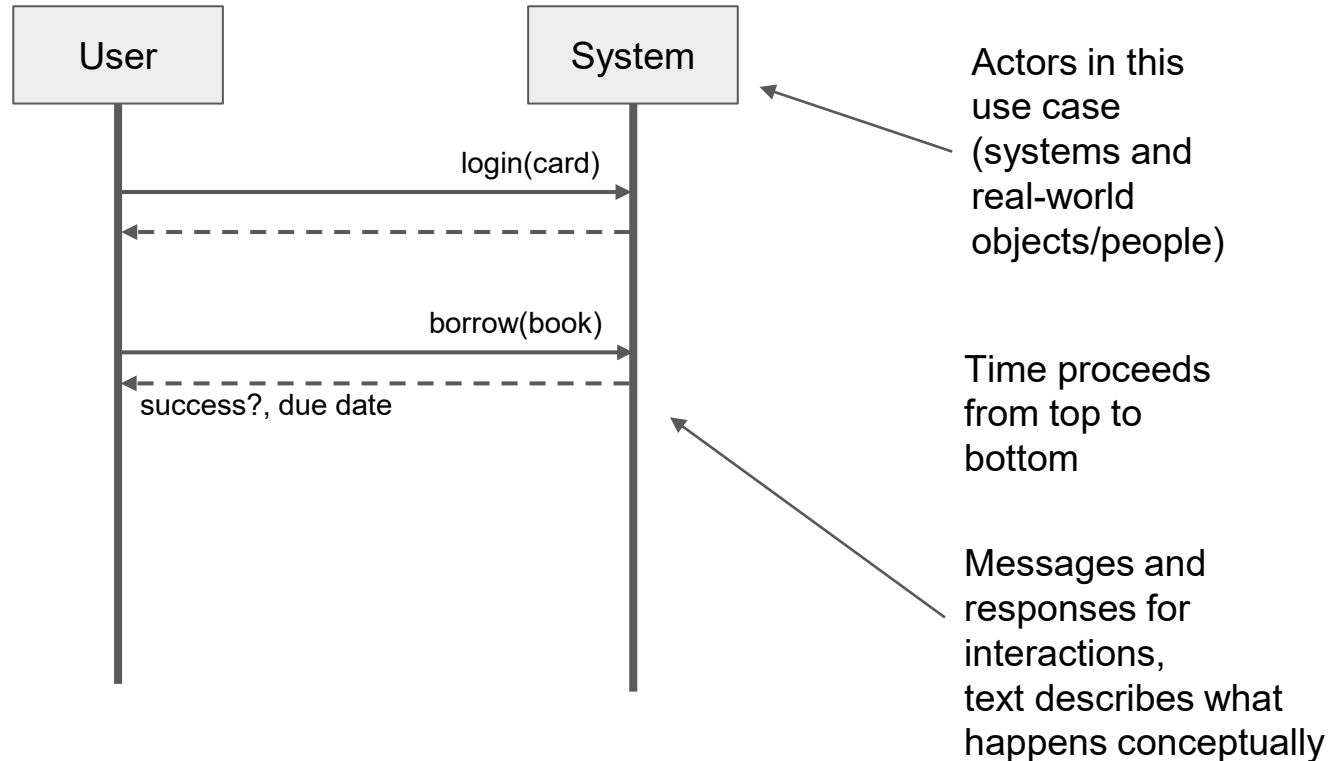 User
System
login(card)
borrow(book)
success?, due date
Actors in this
use case
(systems and
real-world
objects/people)
Time proceeds
from top to
bottom
Messages and
responses for
interactions,
text describes what
happens conceptually